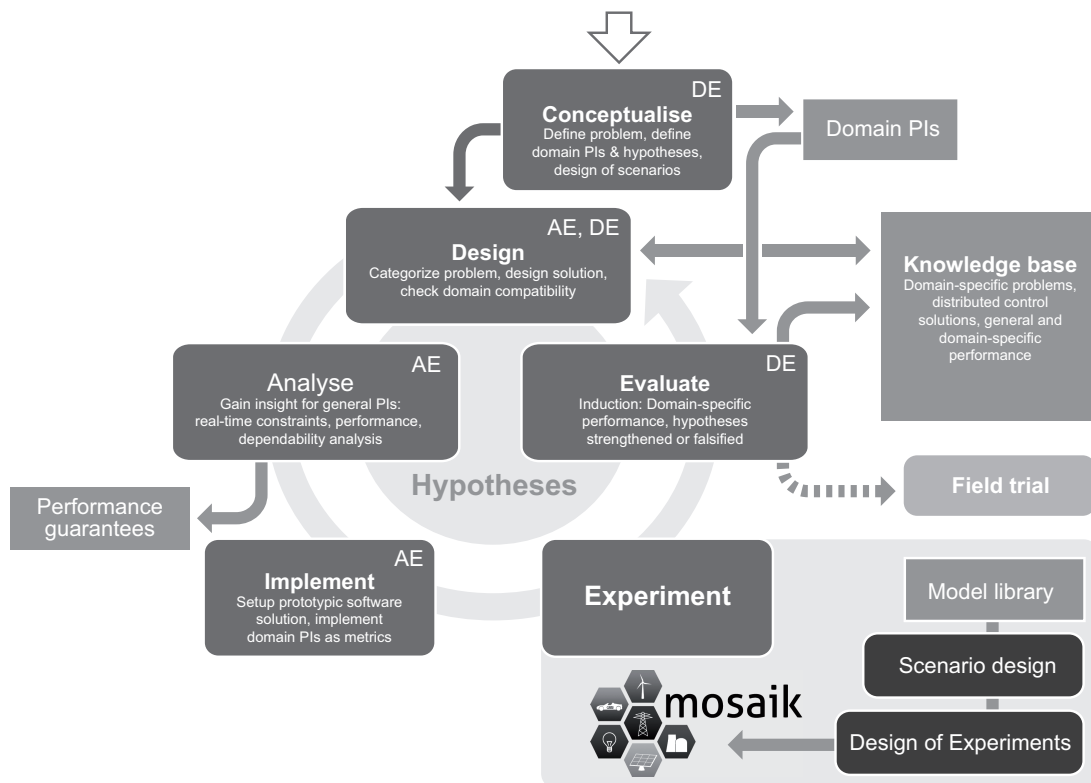 DE
Conceptualise
Define problem, define
domain PIs & hypotheses,
design of scenarios
Domain PIs
AE, DE
Design
Categorize problem, design solution,
check domain compatibility
Knowledge base
Domain-specific problems,
distributed control
solutions, general and
domain-specific
performance
AE
Analyse
Gain insight for general PIs:
real-time constraints, performance,
dependability analysis
DE
Evaluate
Induction: Domain-specific
performance, hypotheses
strengthened or falsified
Hypotheses
Field trial
Performance
guarantees
AE
Implement
Setup prototypic software
solution, implement
domain PIs as metrics
Experiment
Model library
Scenario design
mosaik
Design of Experiments